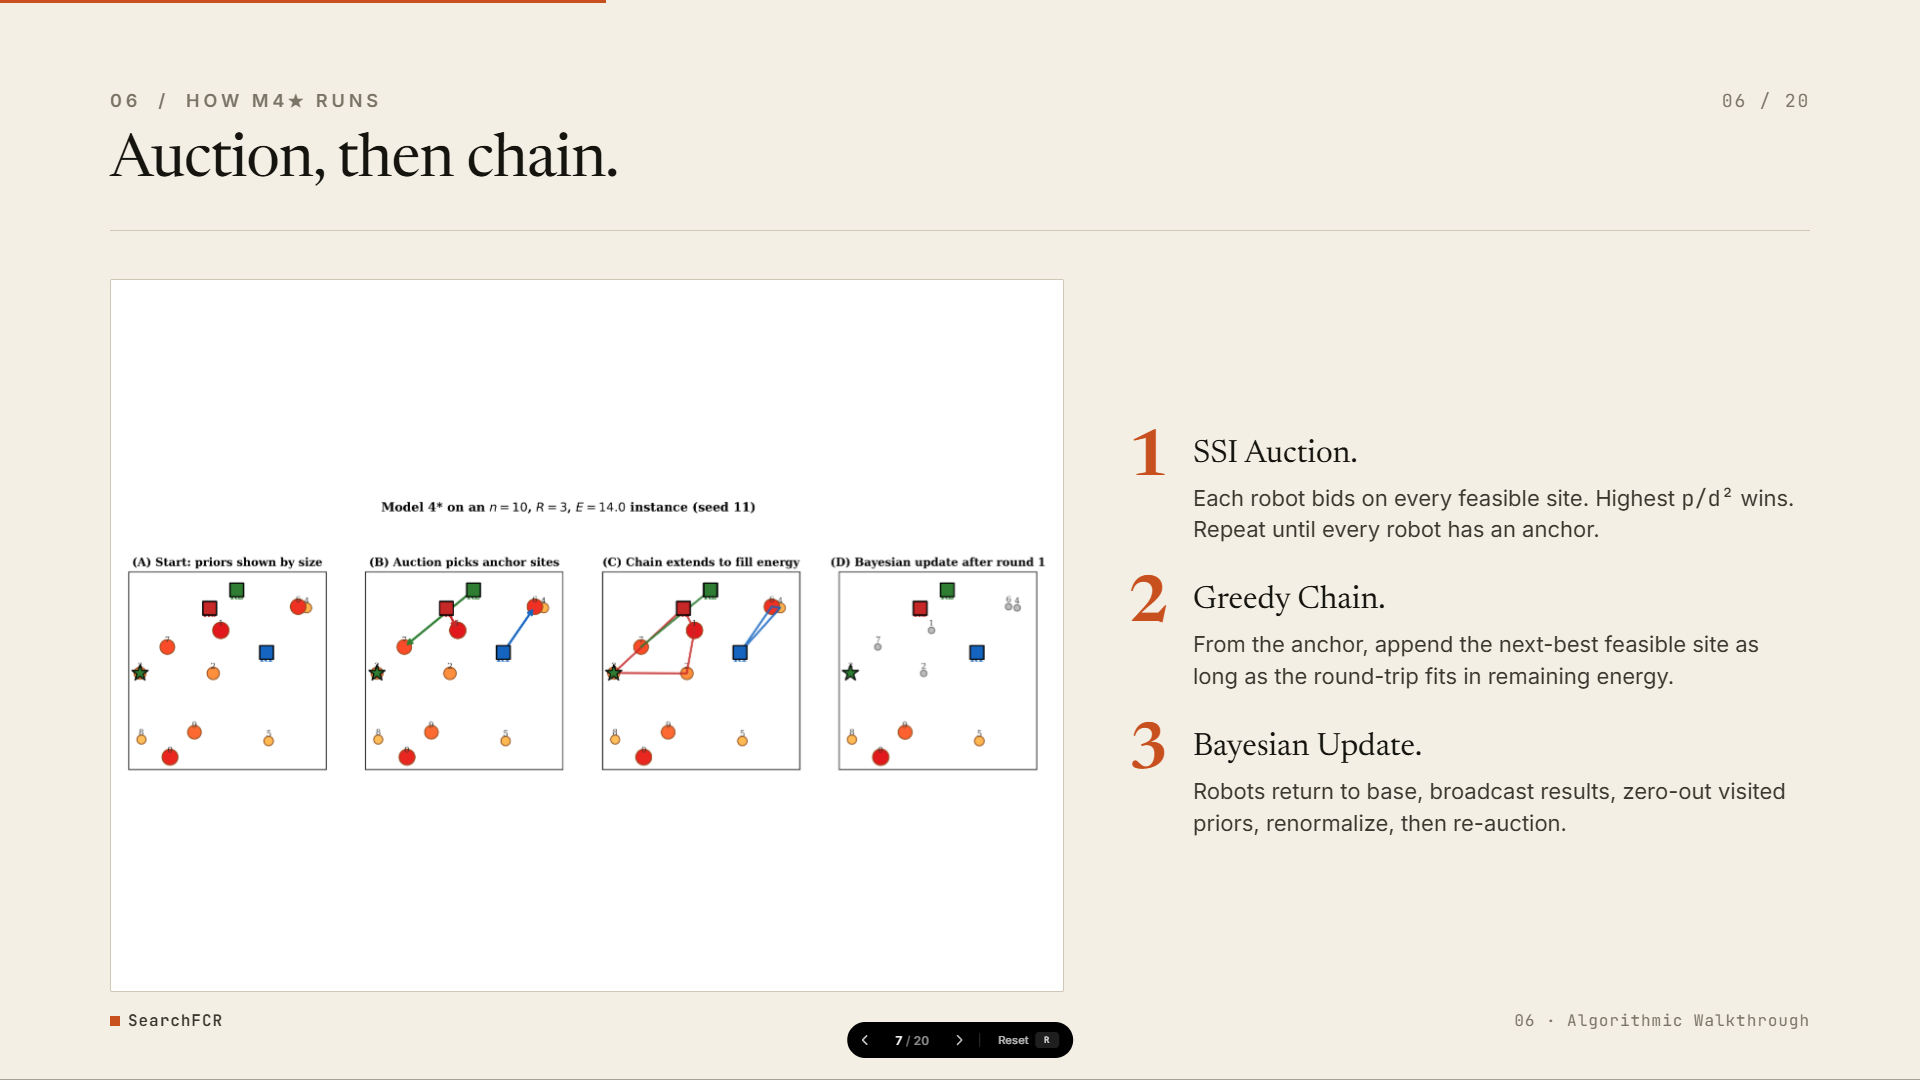 06 / HOW M4★ RUNS
06 / 20
Auction, then chain.
Model 4* on an n = 10, R = 3, E = 14.0 instance (seed 11)
(A) Start: priors shown by size
(B) Auction picks anchor sites
(C) Chain extends to fill energy
(D) Bayesian update after round 1
1
SSI Auction.
Each robot bids on every feasible site. Highest p/d² wins.
Repeat until every robot has an anchor.
2
Greedy Chain.
From the anchor, append the next-best feasible site as
long as the round-trip fits in remaining energy.
3
Bayesian Update.
Robots return to base, broadcast results, zero-out visited
priors, renormalize, then re-auction.
SearchFCR
7 / 20
Reset R
06 · Algorithmic Walkthrough